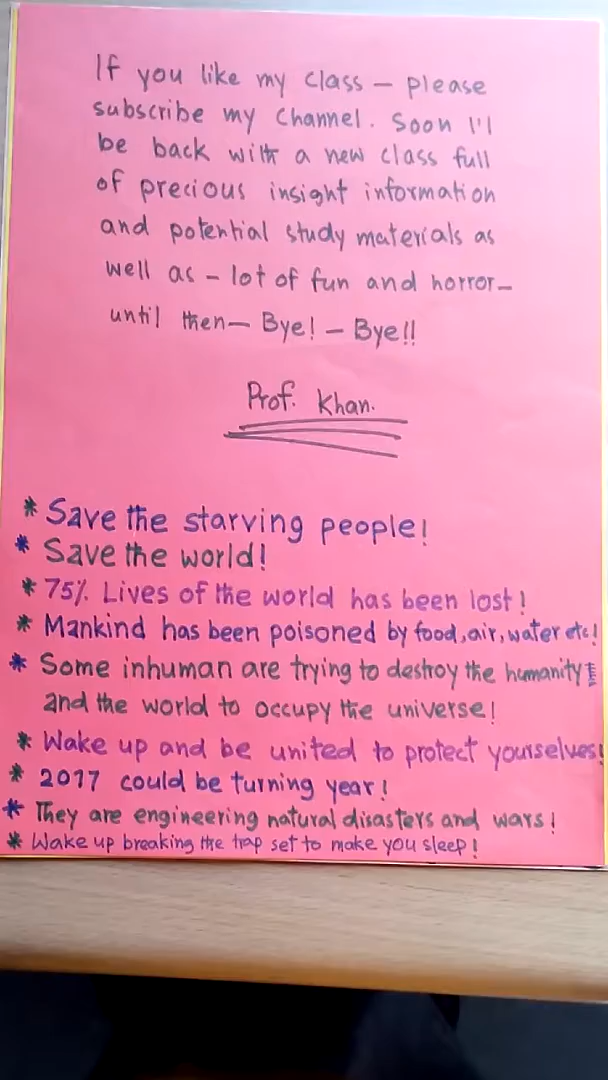 If you like my class – please
subscribe my Channel. Soon I'll
be back with a new class full
of precious insight information
and potential study materials as
well as – lot of fun and horror –
until then – Bye! – Bye!!
Prof. Khan.
* Save the starving people!
* Save the world!
* 75% Lives of the world has been lost!
* Mankind has been poisoned by food, air, water etc!
* Some inhuman are trying to destroy the humanity
and the world to occupy the universe!
* Wake up and be united to protect yourselves!
* 2017 could be turning year!
* They are engineering natural disasters and wars!
* Wake up breaking the trap set to make you sleep!